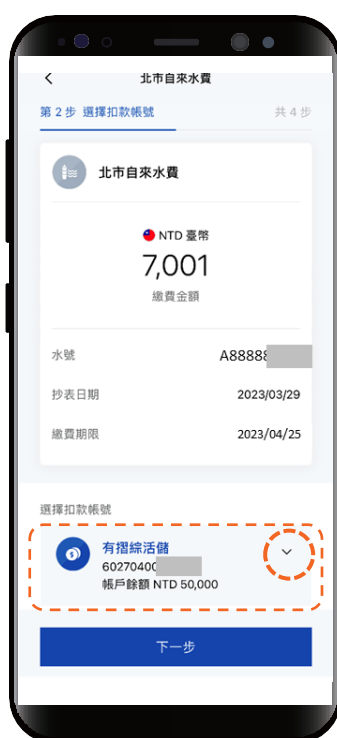 北市自來水費
第 2 步 選擇扣款帳號 共 4 步
北市自來水費
NTD 臺幣
7,001
繳費金額
水號 A88888
抄表日期 2023/03/29
繳費期限 2023/04/25
選擇扣款帳號
有摺綜活儲
60270400
帳戶餘額 NTD 50,000
下一步